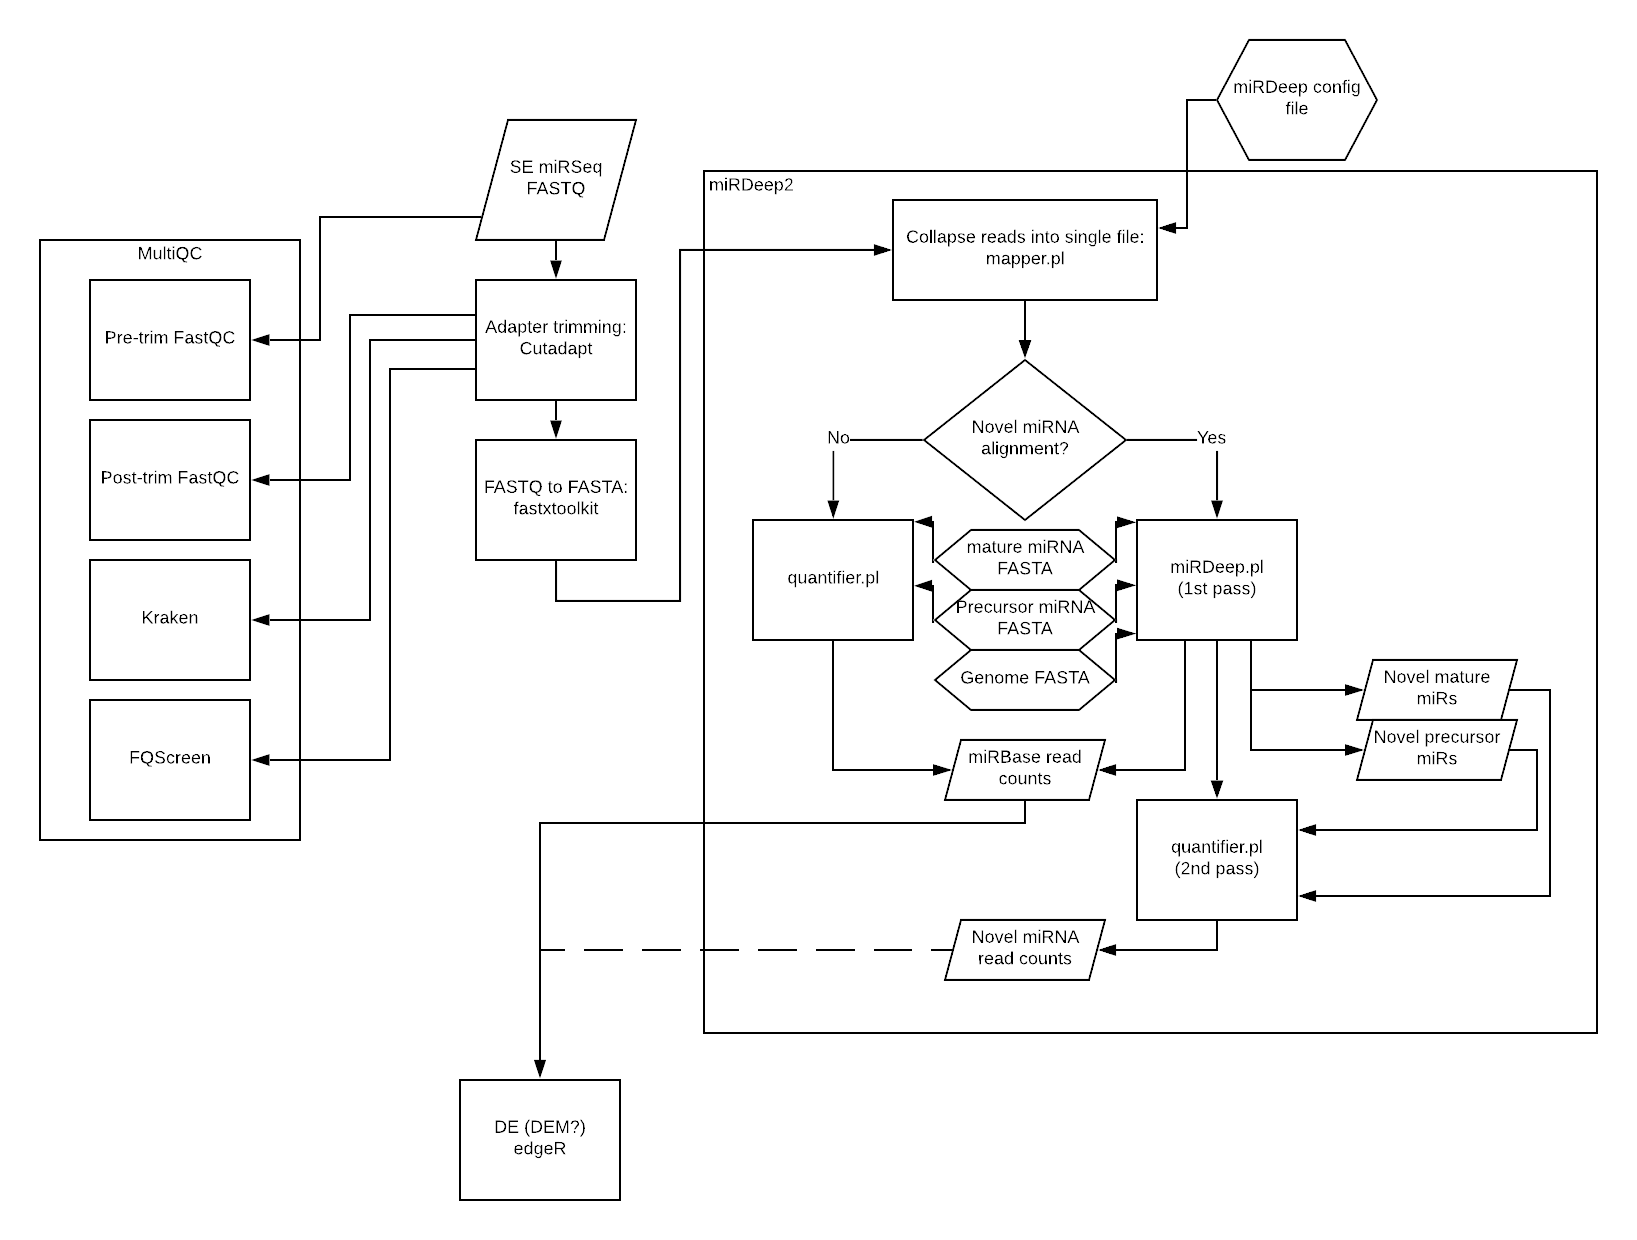 miRDeep config
file
SE miRSeq
FASTQ
miRDeep2
MultiQC
Collapse reads into single file:
mapper.pl
Pre-trim FastQC
Adapter trimming:
Cutadapt
Novel miRNA
alignment?
No
Yes
Post-trim FastQC
FASTQ to FASTA:
fastxtoolkit
mature miRNA
FASTA
quantifier.pl
miRDeep.pl
(1st pass)
Precursor miRNA
FASTA
Kraken
Genome FASTA
Novel mature
miRs
Novel precursor
miRs
FQScreen
miRBase read
counts
quantifier.pl
(2nd pass)
Novel miRNA
read counts
DE (DEM?)
edgeR